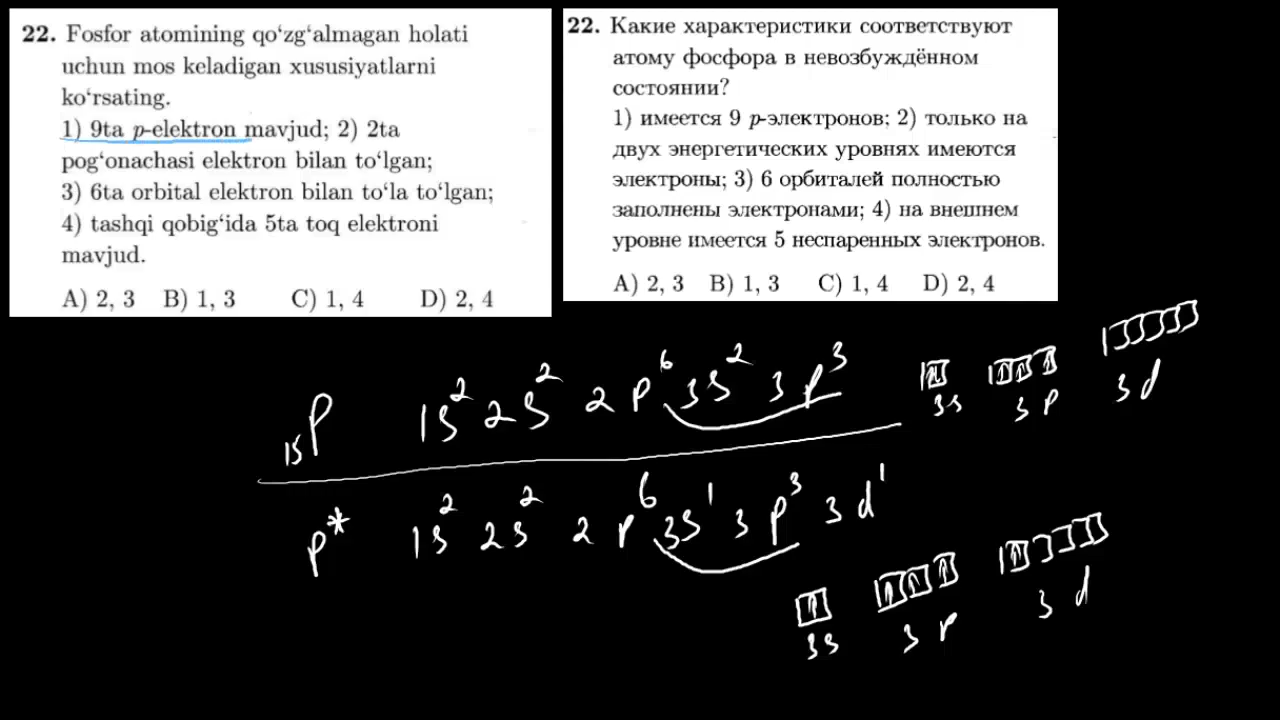 22. Fosfor atomining qo‘zg‘almagan holati
uchun mos keladigan xususiyatlarni
ko‘rsating.
1) 9ta p-elektron mavjud; 2) 2ta
pog‘onachasi elektron bilan to‘lgan;
3) 6ta orbital elektron bilan to‘la to‘lgan;
4) tashqi qobig‘ida 5ta toq elektroni
mavjud.
A) 2, 3 B) 1, 3 C) 1, 4 D) 2, 4
22. Какие характеристики соответствуют
атому фосфора в невозбуждённом
состоянии?
1) имеется 9 p-электронов; 2) только на
двух энергетических уровнях имеются
электроны; 3) 6 орбиталей полностью
заполнены электронами; 4) на внешнем
уровне имеется 5 неспаренных электронов.
A) 2, 3 B) 1, 3 C) 1, 4 D) 2, 4
₁₅P 1s² 2s² 2p⁶ 3s² 3p³
3s 3p 3d
P* 1s² 2s² 2p⁶ 3s¹ 3p³ 3d¹
3s 3p 3d